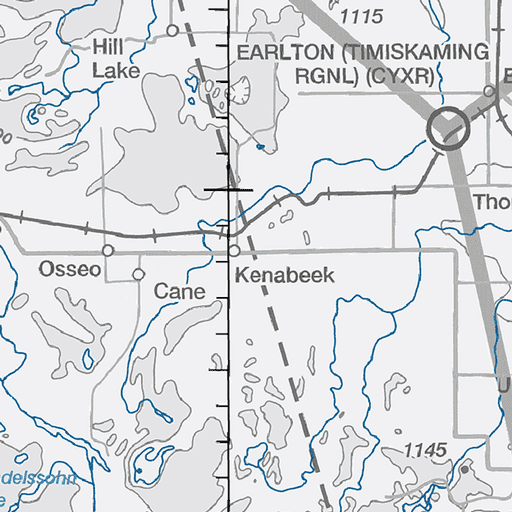 1115
Hill
Lake
EARLTON (TIMISKAMING
RGNL) (CYXR)
Osseo
Kenabeek
Cane
1145